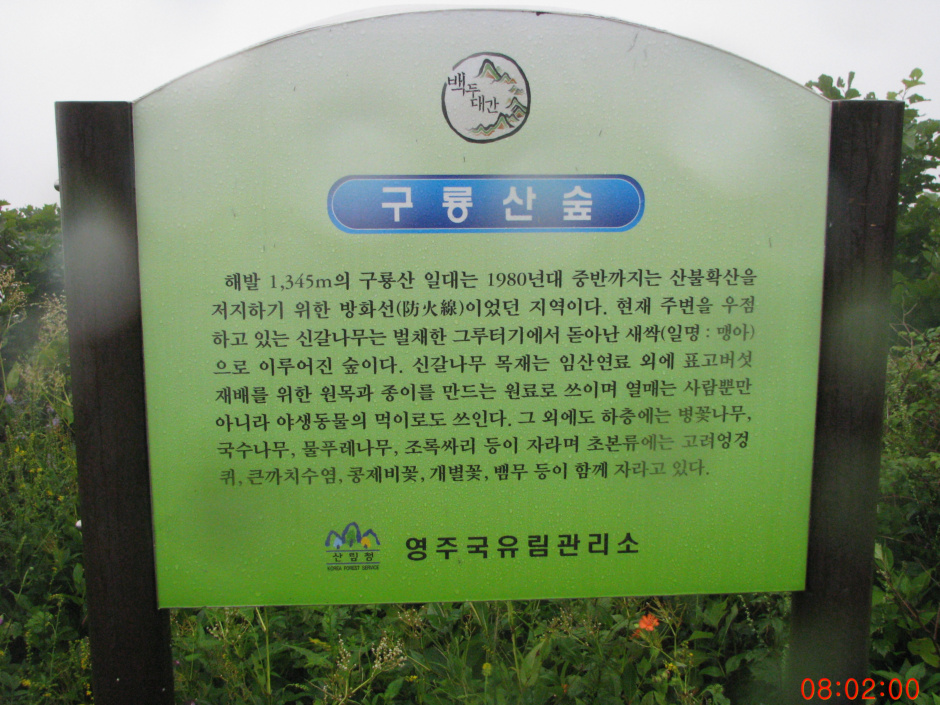 백두
대간
구룡산숲
해발 1,345m의 구룡산 일대는 1980년대 중반까지는 산불확산을
저지하기 위한 방화선(防火線)이었던 지역이다. 현재 주변을 우점
하고 있는 신갈나무는 벌채한 그루터기에서 돋아난 새싹(일명 : 맹아)
으로 이루어진 숲이다. 신갈나무 목재는 임산연료 외에 표고버섯
재배를 위한 원목과 종이를 만드는 원료로 쓰이며 열매는 사람뿐만
아니라 야생동물의 먹이로도 쓰인다. 그 외에도 하층에는 병꽃나무,
국수나무, 물푸레나무, 조록싸리 등이 자라며 초본류에는 고려엉겅
퀴, 큰까치수염, 콩제비꽃, 개별꽃, 뱀무 등이 함께 자라고 있다.
산림청
KOREA FOREST SERVICE
영주국유림관리소
08:02:00